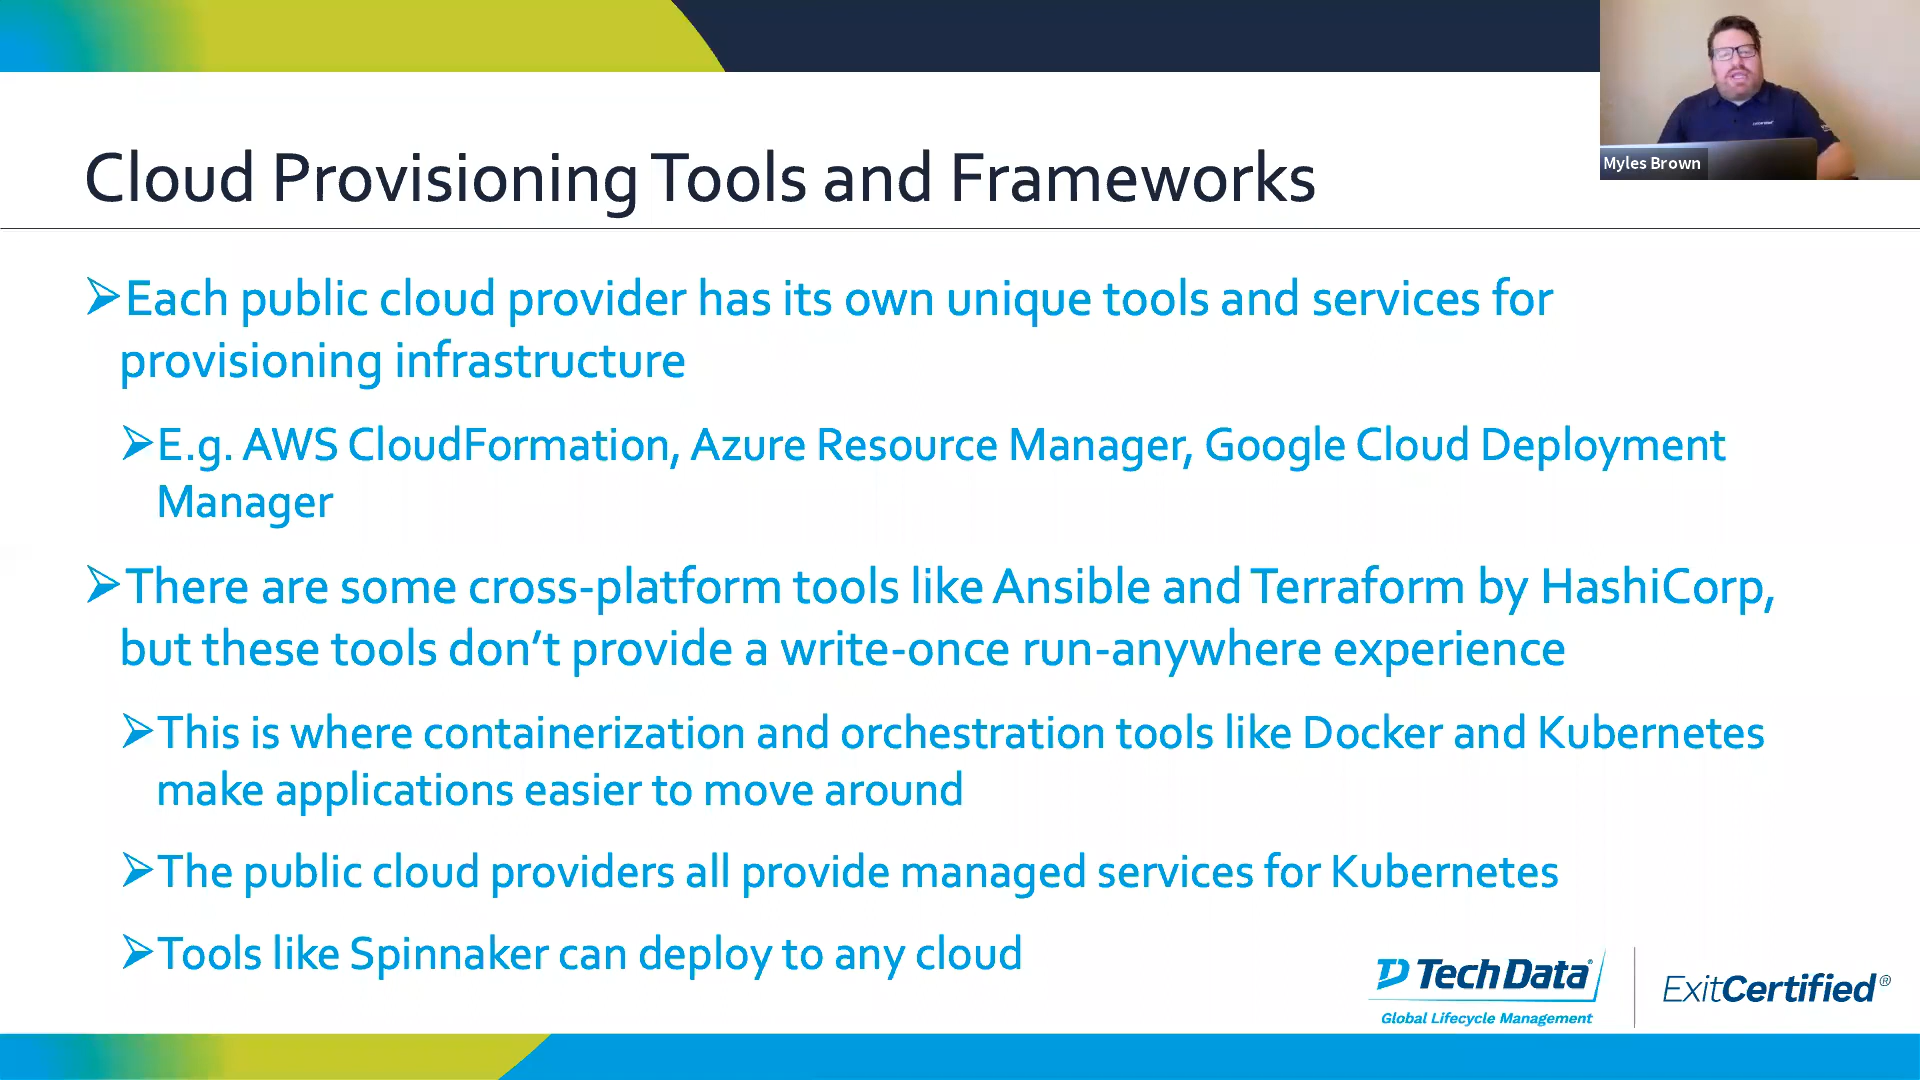 Myles Brown
Cloud Provisioning Tools and Frameworks
➢Each public cloud provider has its own unique tools and services for
provisioning infrastructure
➢E.g. AWS CloudFormation, Azure Resource Manager, Google Cloud Deployment
Manager
➢There are some cross-platform tools like Ansible and Terraform by HashiCorp,
but these tools don’t provide a write-once run-anywhere experience
➢This is where containerization and orchestration tools like Docker and Kubernetes
make applications easier to move around
➢The public cloud providers all provide managed services for Kubernetes
➢Tools like Spinnaker can deploy to any cloud
TD Tech Data®
Global Lifecycle Management
ExitCertified®